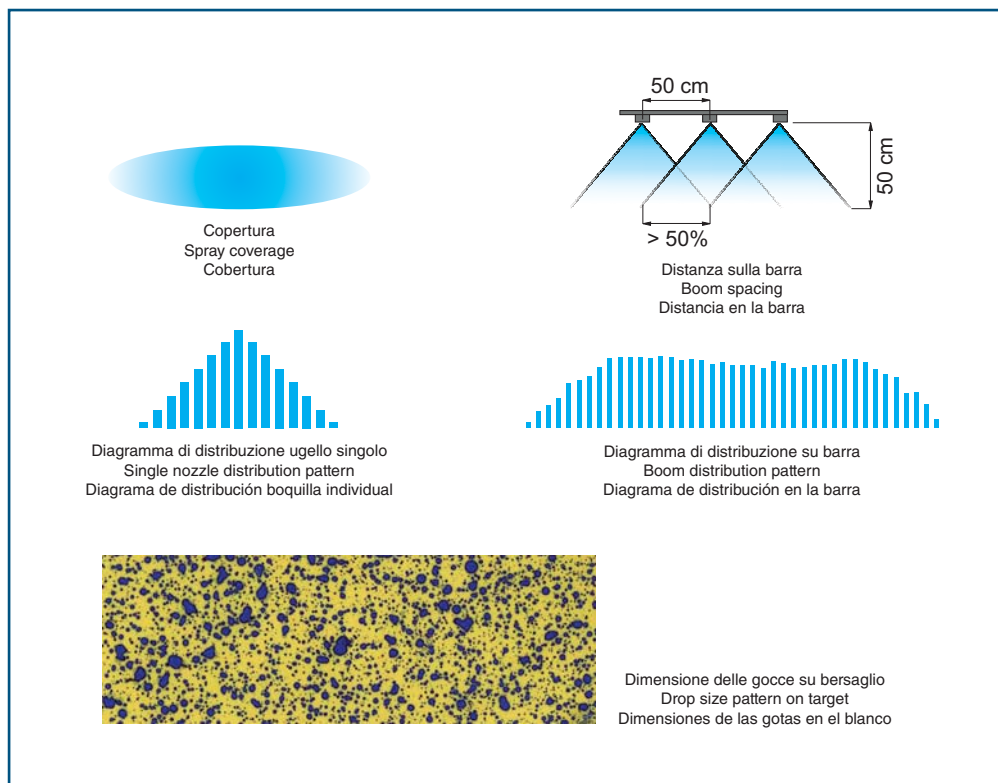 Copertura
Spray coverage
Cobertura
50 cm
50 cm
> 50%
Distanza sulla barra
Boom spacing
Distancia en la barra
Diagramma di distribuzione ugello singolo
Single nozzle distribution pattern
Diagrama de distribución boquilla individual
Diagramma di distribuzione su barra
Boom distribution pattern
Diagrama de distribución en la barra
Dimensione delle gocce su bersaglio
Drop size pattern on target
Dimensiones de las gotas en el blanco